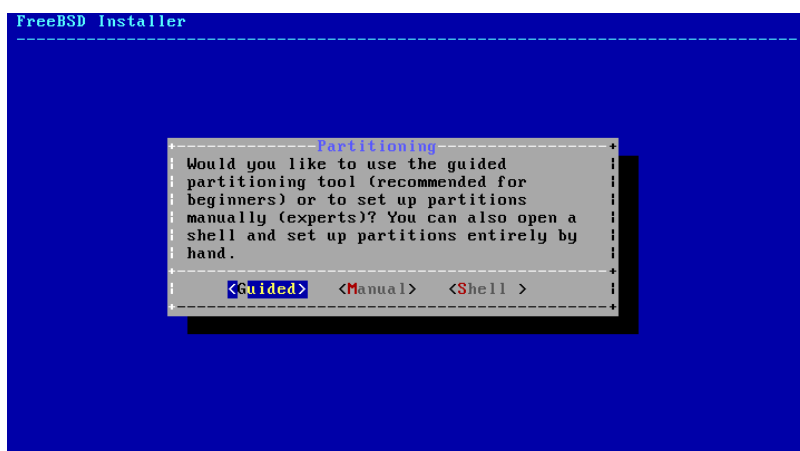 FreeBSD Installer
Partitioning
Would you like to use the guided
partitioning tool (recommended for
beginners) or to set up partitions
manually (experts)? You can also open a
shell and set up partitions entirely by
hand.
<Guided> <Manual> <Shell >